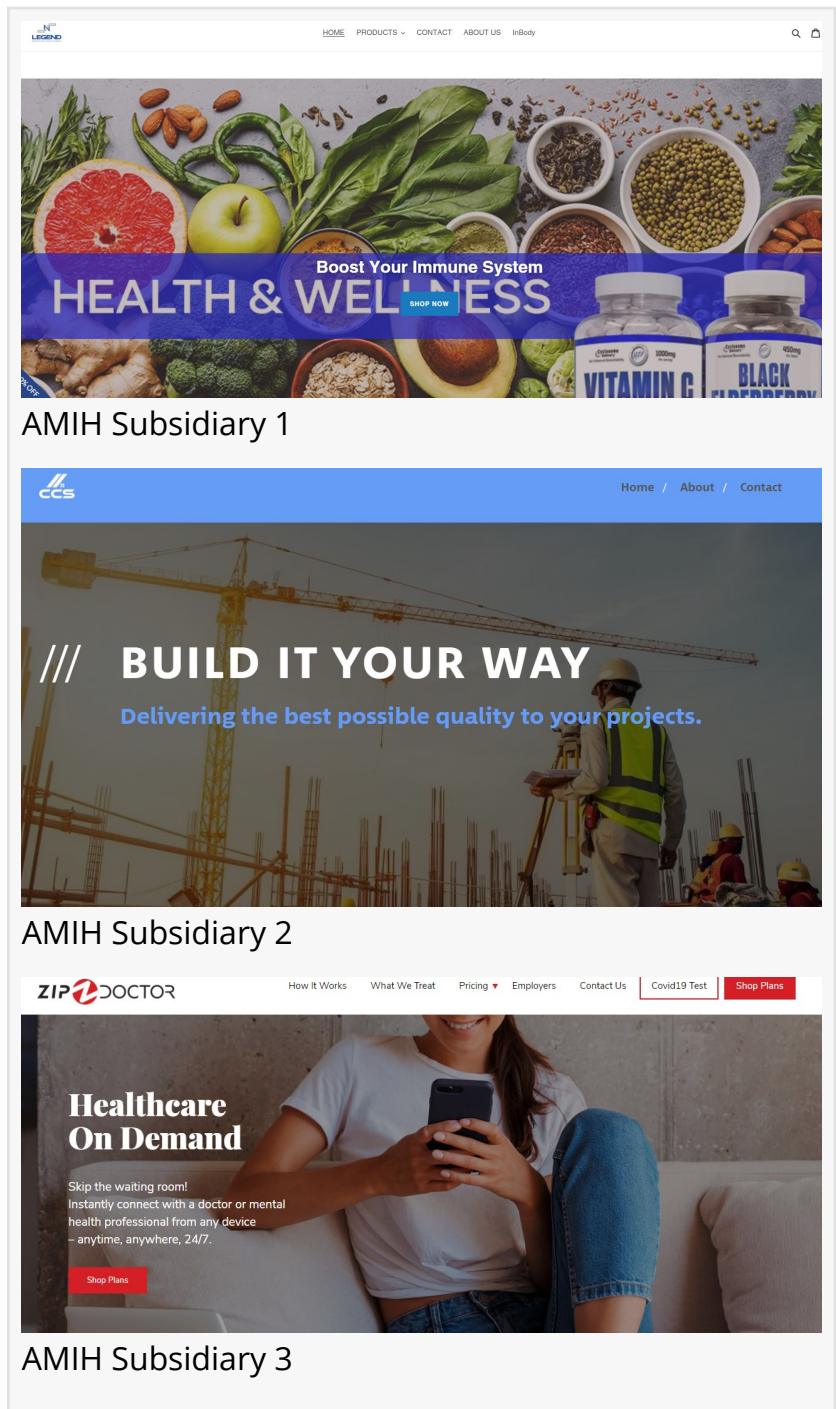 N
LEGEND
HOME PRODUCTS CONTACT ABOUT US InBody
Boost Your Immune System
HEALTH & WELLNESS
SHOP NOW
1000mg
450mg
VITAMIN C
BLACK
ELDERBERRY
% OFF
AMIH Subsidiary 1
CCS
Home / About / Contact
/// BUILD IT YOUR WAY
Delivering the best possible quality to your projects.
AMIH Subsidiary 2
ZIP DOCTOR
How It Works What We Treat Pricing Employers Contact Us Covid19 Test Shop Plans
Healthcare
On Demand
Skip the waiting room!
Instantly connect with a doctor or mental
health professional from any device
– anytime, anywhere, 24/7.
Shop Plans
AMIH Subsidiary 3